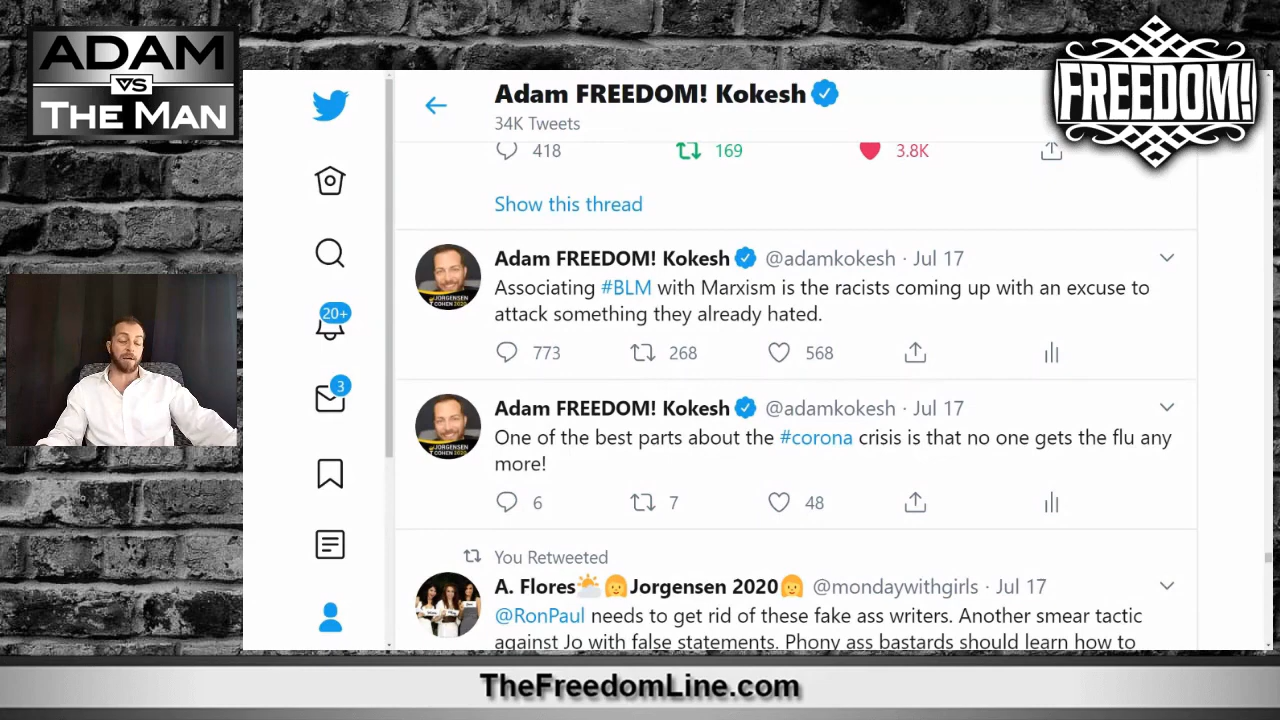 ADAM
VS
THE MAN
FREEDOM!
Adam FREEDOM! Kokesh
34K Tweets
418 169 3.8K
Show this thread
Adam FREEDOM! Kokesh @adamkokesh · Jul 17
Associating #BLM with Marxism is the racists coming up with an excuse to
attack something they already hated.
773 268 568
20+
3
Adam FREEDOM! Kokesh @adamkokesh · Jul 17
One of the best parts about the #corona crisis is that no one gets the flu any
more!
6 7 48
You Retweeted
A. Flores Jorgensen 2020 @mondaywithgirls · Jul 17
@RonPaul needs to get rid of these fake ass writers. Another smear tactic
against Jo with false statements. Phony ass bastards should learn how to
JORGENSEN
COHEN 2020
TheFreedomLine.com